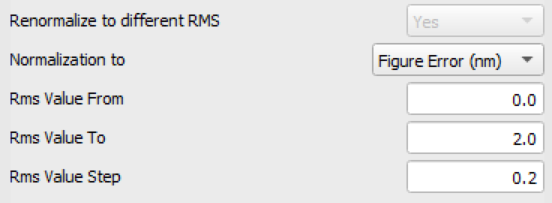 Renormalize to different RMS Yes
Normalization to Figure Error (nm)
Rms Value From 0.0
Rms Value To 2.0
Rms Value Step 0.2